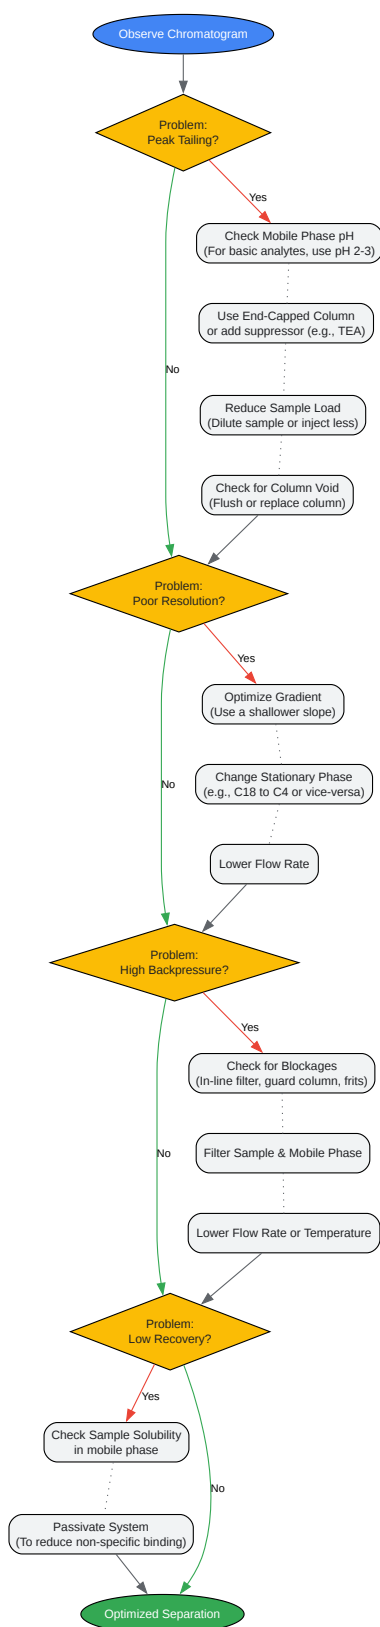 Observe Chromatogram
Problem:
Peak Tailing?
Yes
Check Mobile Phase pH
(For basic analytes, use pH 2-3)
Use End-Capped Column
or add suppressor (e.g., TEA)
No
Reduce Sample Load
(Dilute sample or inject less)
Check for Column Void
(Flush or replace column)
Problem:
Poor Resolution?
Yes
Optimize Gradient
(Use a shallower slope)
No
Change Stationary Phase
(e.g., C18 to C4 or vice-versa)
Lower Flow Rate
Problem:
High Backpressure?
Yes
Check for Blockages
(In-line filter, guard column, frits)
No
Filter Sample & Mobile Phase
Lower Flow Rate or Temperature
Problem:
Low Recovery?
Yes
Check Sample Solubility
in mobile phase
No
Passivate System
(To reduce non-specific binding)
Optimized Separation